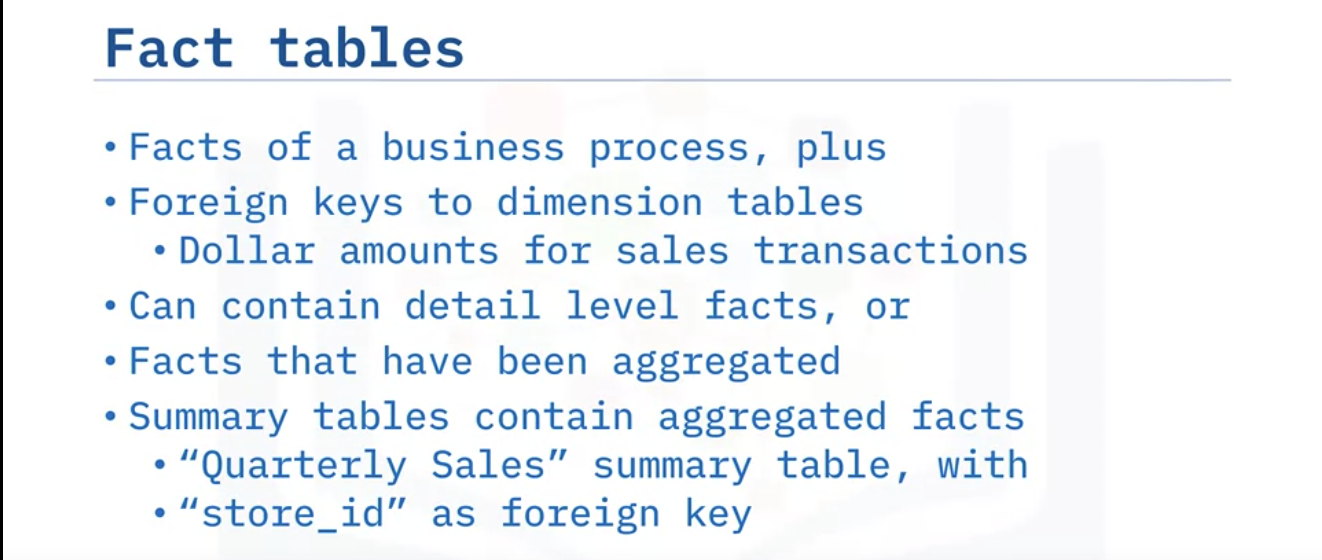 Fact tables
• Facts of a business process, plus
• Foreign keys to dimension tables
• Dollar amounts for sales transactions
• Can contain detail level facts, or
• Facts that have been aggregated
• Summary tables contain aggregated facts
• “Quarterly Sales” summary table, with
• “store_id” as foreign key